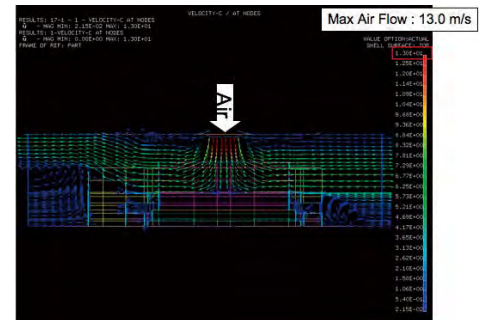 VELOCITY-C / AT NODES
Max Air Flow : 13.0 m/s
RESULTS: 17-1 - 1 - VELOCITY-C AT NODES
U - MAG MIN: 2.15E-02 MAX: 1.30E+01
RESULTS: 1-VELOCITY-C AT NODES
U - MAG MIN: 0.00E+00 MAX: 1.30E+01
FRAME OF REF: PART
VALUE OPTION:ACTUAL
SHELL SURFACE: TOP
1.30E+01
1.25E+01
1.20E+01
1.14E+01
1.09E+01
1.04E+01
9.88E+00
9.36E+00
8.84E+00
8.32E+00
7.81E+00
7.29E+00
6.77E+00
6.25E+00
5.73E+00
5.21E+00
4.69E+00
4.17E+00
3.65E+00
3.13E+00
2.62E+00
2.10E+00
1.58E+00
1.06E+00
5.40E-01
2.15E-02
Air